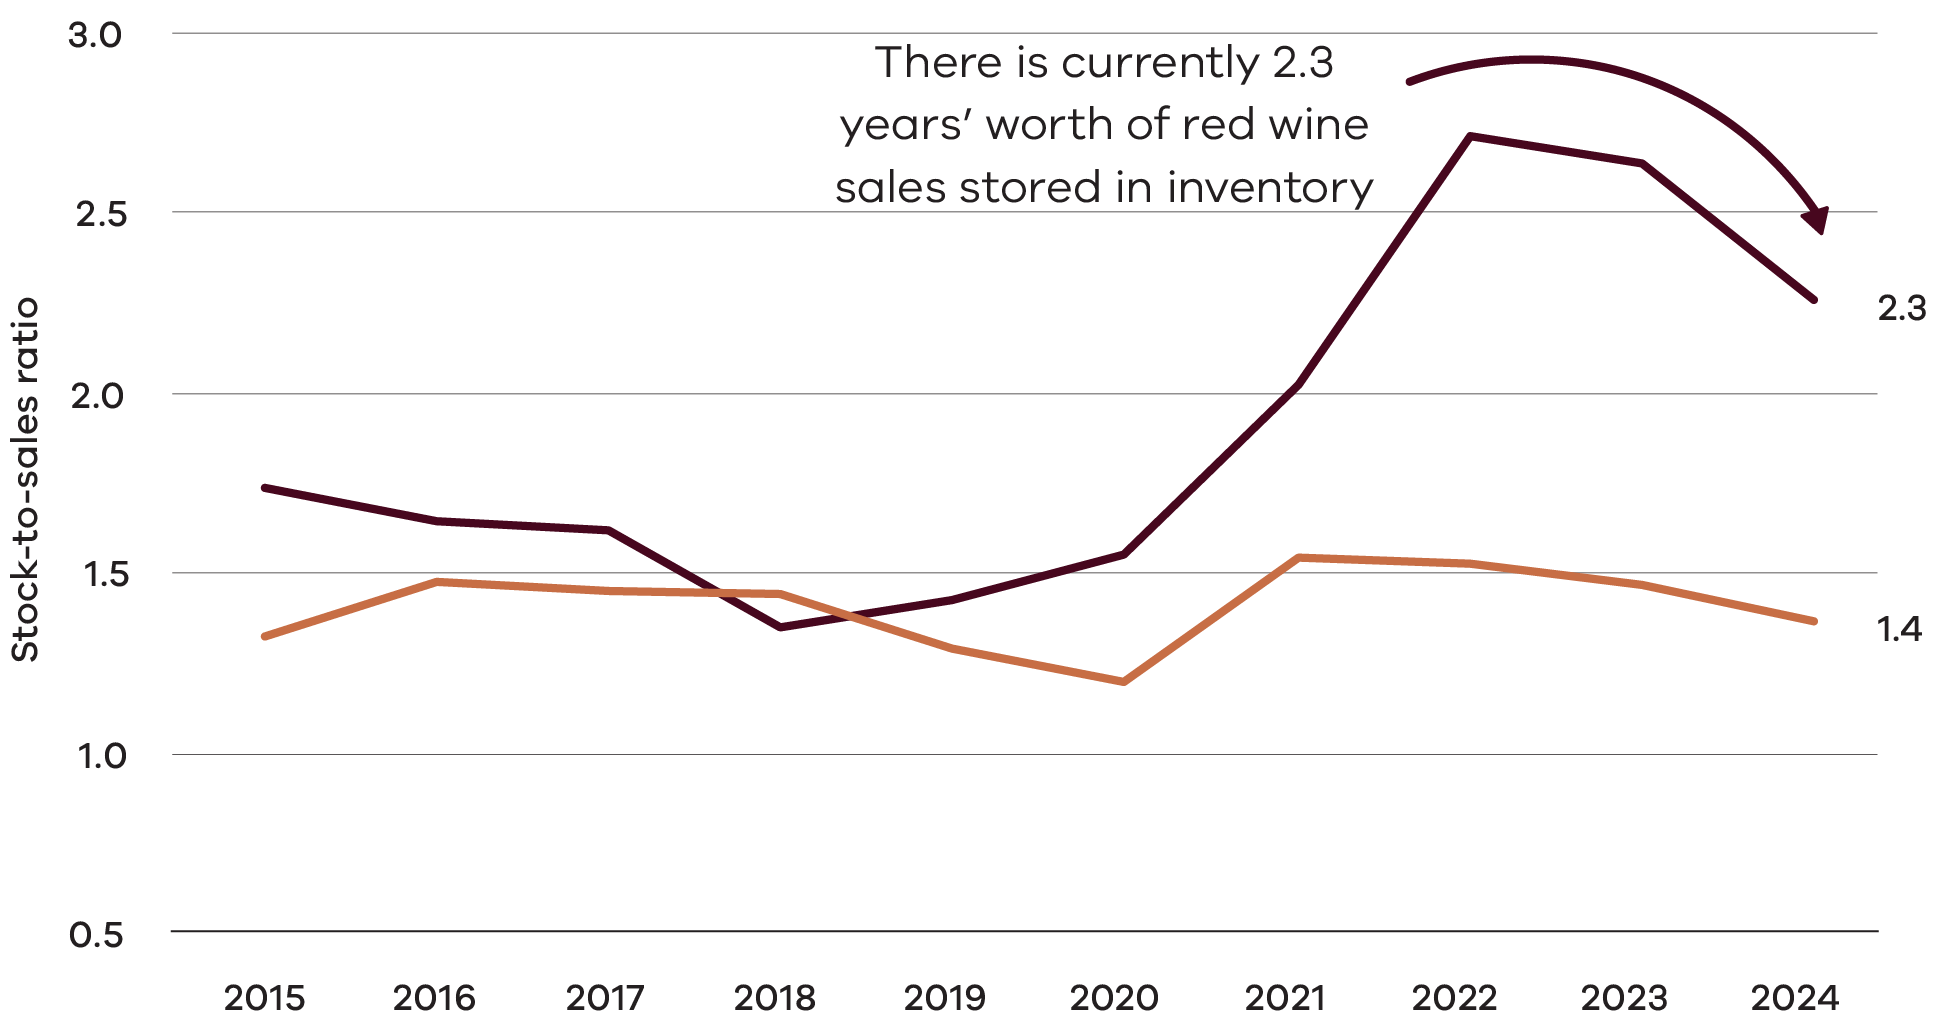 3.0
There is currently 2.3
years’ worth of red wine
sales stored in inventory
2.5
2.3
2.0
Stock-to-sales ratio
1.5
1.4
1.0
0.5
2015 2016 2017 2018 2019 2020 2021 2022 2023 2024